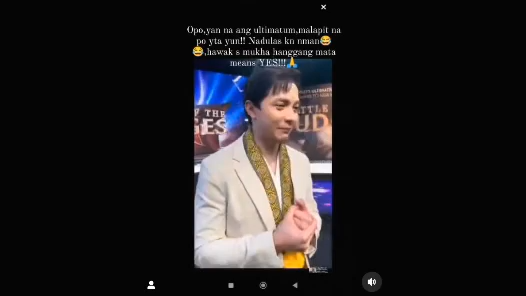 Opo,yan na ang ultimatum,malapit na
po yta yun!! Nadulas kn nman😅
😅,hawak s mukha hanggang mata
means YES!!!🙏